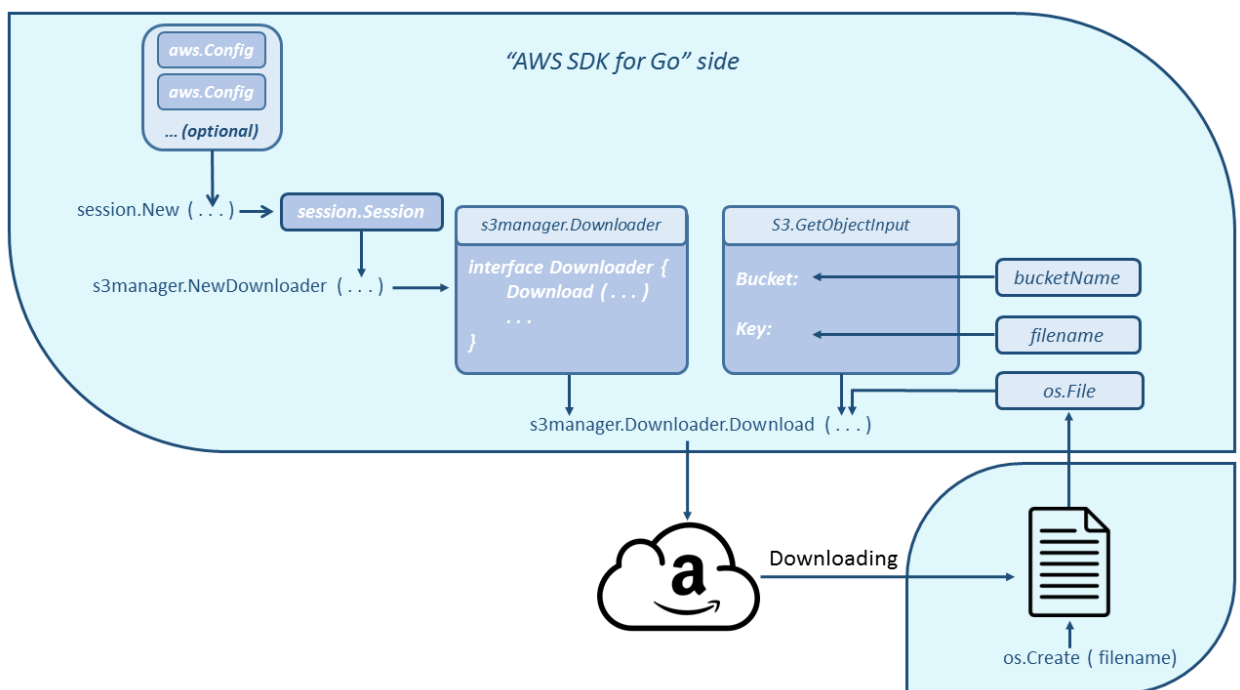 aws.Config
aws.Config
... (optional)
“AWS SDK for Go” side
session.New ( . . . )
session.Session
s3manager.NewDownloader ( . . . )
s3manager.Downloader
interface Downloader {
Download ( . . . )
. . .
}
S3.GetObjectInput
Bucket:
Key:
bucketName
filename
os.File
s3manager.Downloader.Download ( . . . )
a
Downloading
os.Create ( filename)